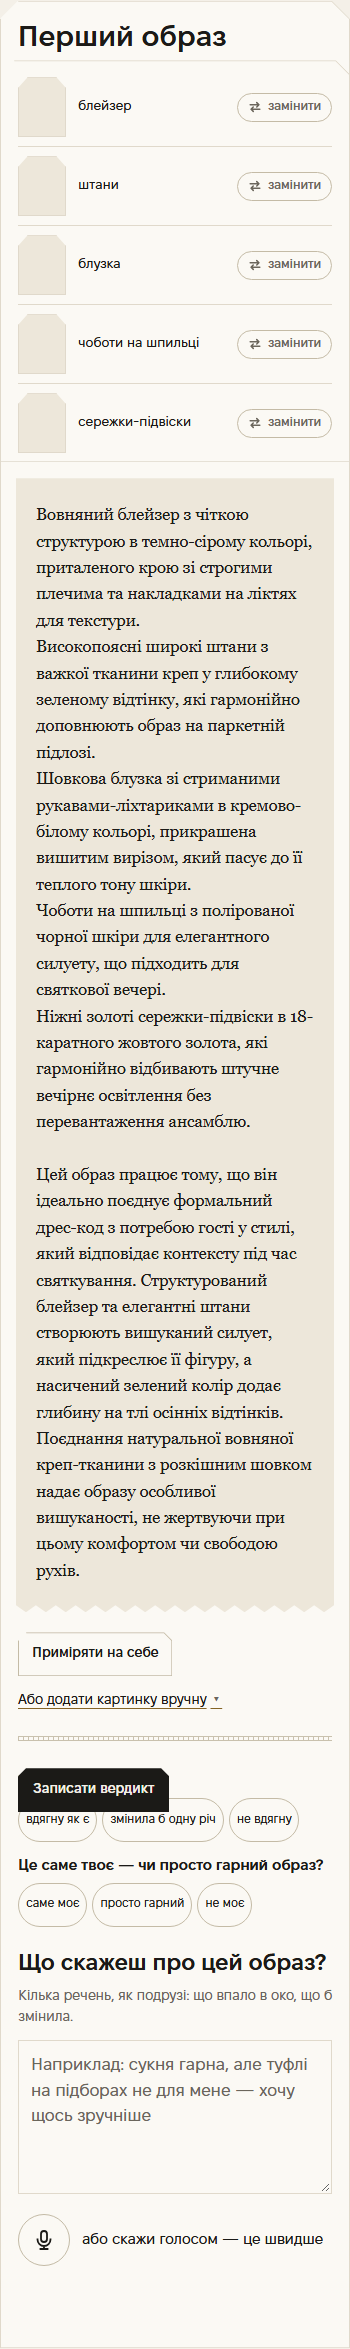 Перший образ
блейзер
замінити
штани
замінити
блузка
замінити
чоботи на шпильці
замінити
сережки-підвіски
замінити
Вовняний блейзер з чіткою
структурою в темно-сірому кольорі,
приталеного крою зі строгими
плечима та накладками на ліктях
для текстури.
Високопоясні широкі штани з
важкої тканини креп у глибокому
зеленому відтінку, які гармонійно
доповнюють образ на паркетній
підлозі.
Шовкова блузка зі стриманими
рукавами-ліхтариками в кремово-
білому кольорі, прикрашена
вишитим вирізом, який пасує до її
теплого тону шкіри.
Чоботи на шпильці з полірованої
чорної шкіри для елегантного
силуету, що підходить для
святкової вечері.
Ніжні золоті сережки-підвіски в 18-
каратного жовтого золота, які
гармонійно відбивають штучне
вечірнє освітлення без
перевантаження ансамблю.
Цей образ працює тому, що він
ідеально поєднує формальний
дрес-код з потребою гості у стилі,
який відповідає контексту під час
святкування. Структурований
блейзер та елегантні штани
створюють вишуканий силует,
який підкреслює її фігуру, а
насичений зелений колір додає
глибину на тлі осінніх відтінків.
Поєднання натуральної вовняної
креп-тканини з розкішним шовком
надає образу особливої
вишуканості, не жертвуючи при
цьому комфортом чи свободою
рухів.
Приміряти на себе
Або додати картинку вручну
Записати вердикт
вдягну як є
змінила б одну річ
не вдягну
Це саме твоє — чи просто гарний образ?
саме моє
просто гарний
не моє
Що скажеш про цей образ?
Кілька речень, як подрузі: що впало в око, що б
змінила.
Наприклад: сукня гарна, але туфлі
на підборах не для мене — хочу
щось зручніше
або скажи голосом — це швидше